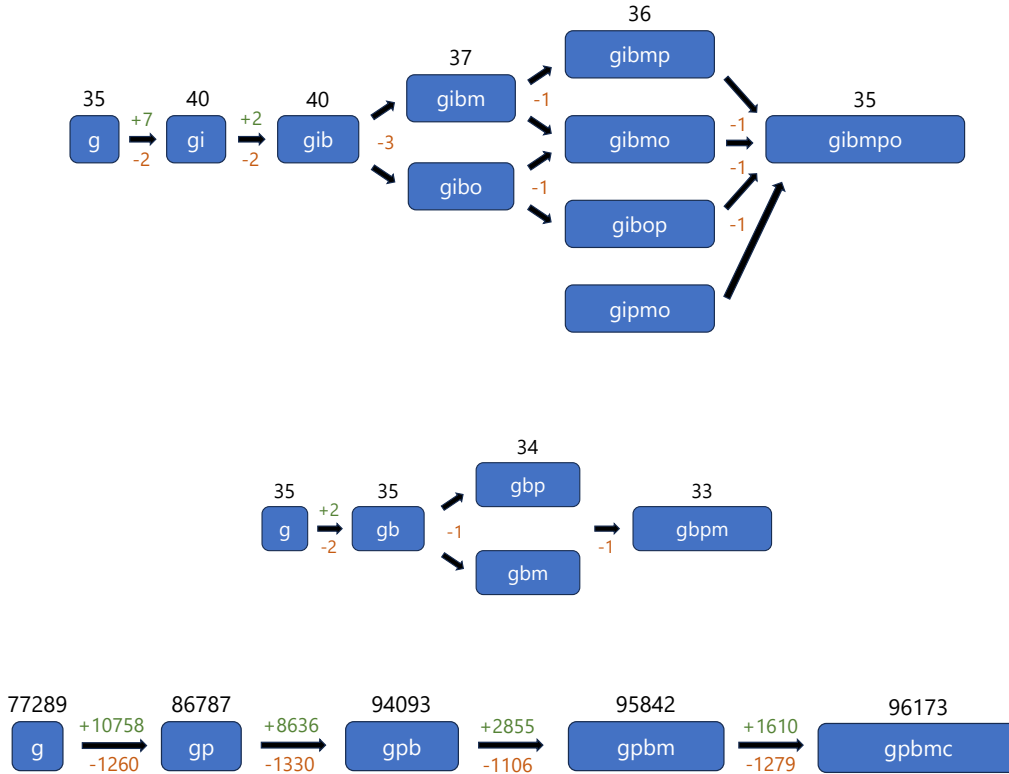 36
gibmp
37
gibm
35
40
40
35
+7
+2
-1
g
gi
gib
gibmo
-1
gibmpo
-2
-2
-3
-1
gibo
-1
gibop
-1
gipmo
34
gbp
35
35
33
+2
g
gb
gbpm
-2
-1
-1
gbm
77289
86787
94093
95842
96173
+10758
+8636
+2855
+1610
g
gp
gpb
gpbm
gpbmc
-1260
-1330
-1106
-1279